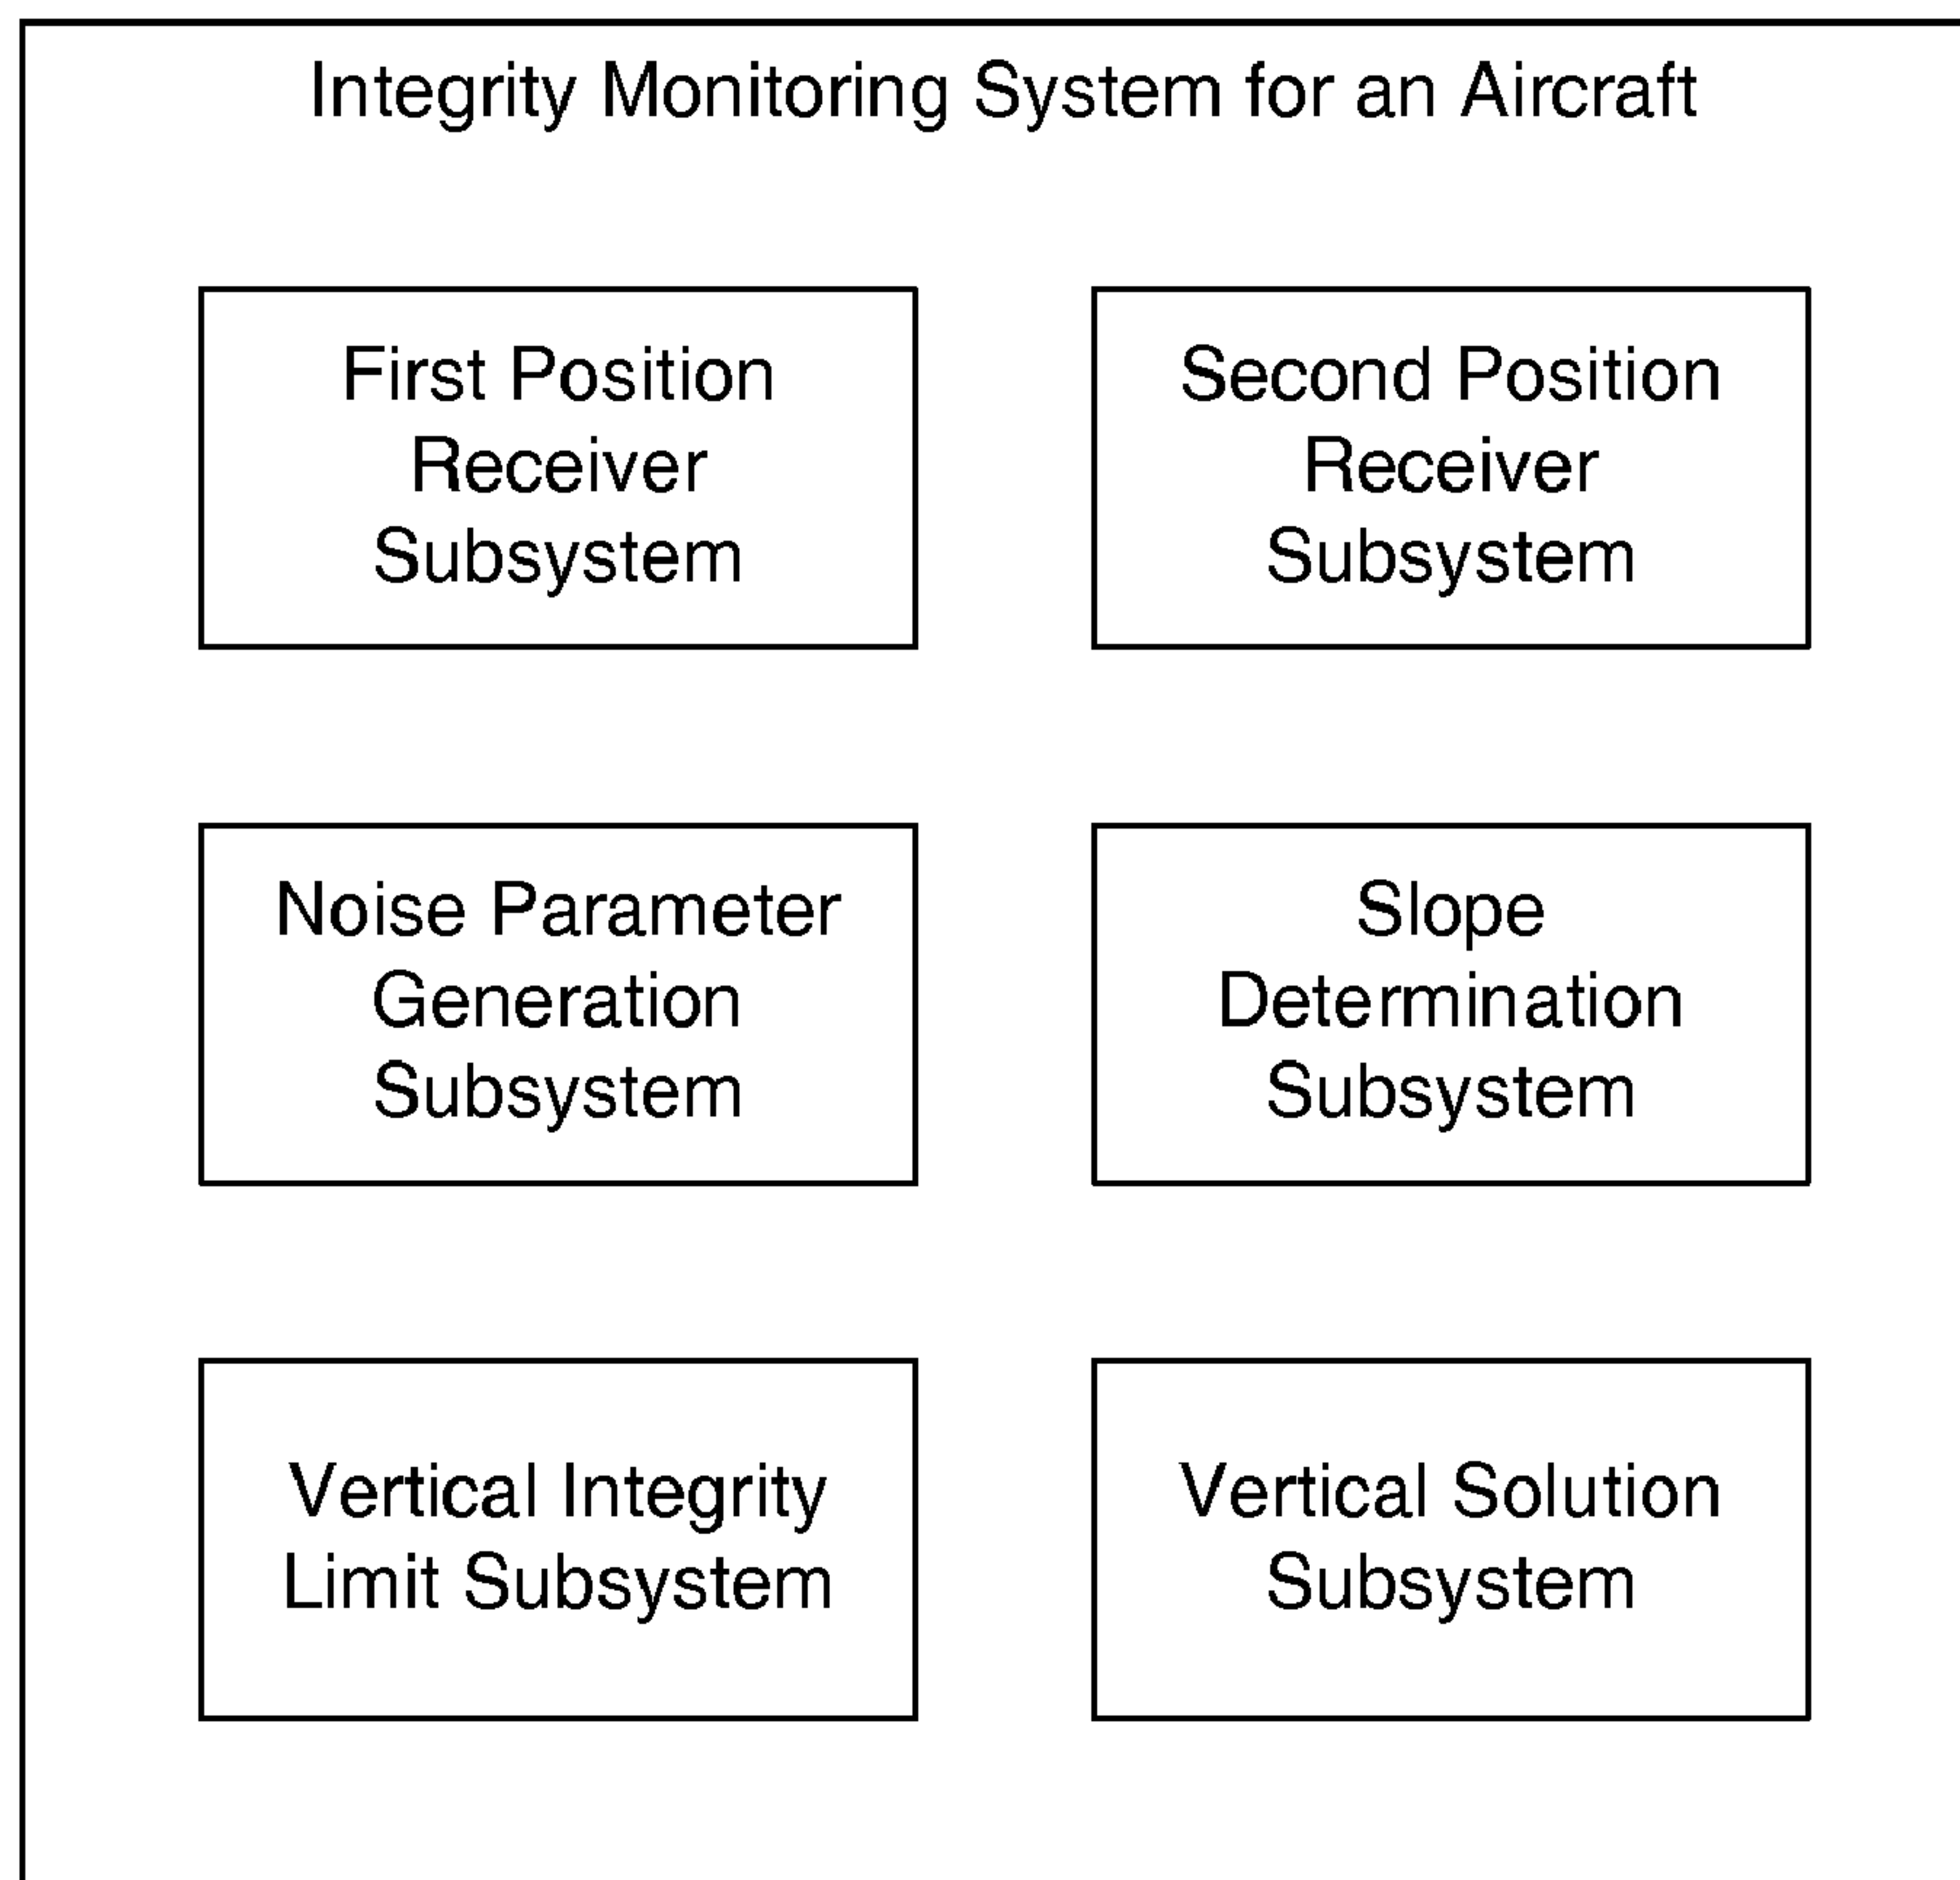 Integrity Monitoring System for an Aircraft
First Position
Receiver
Subsystem
Second Position
Receiver
Subsystem
Noise Parameter
Generation
Subsystem
Slope
Determination
Subsystem
Vertical Integrity
Limit Subsystem
Vertical Solution
Subsystem